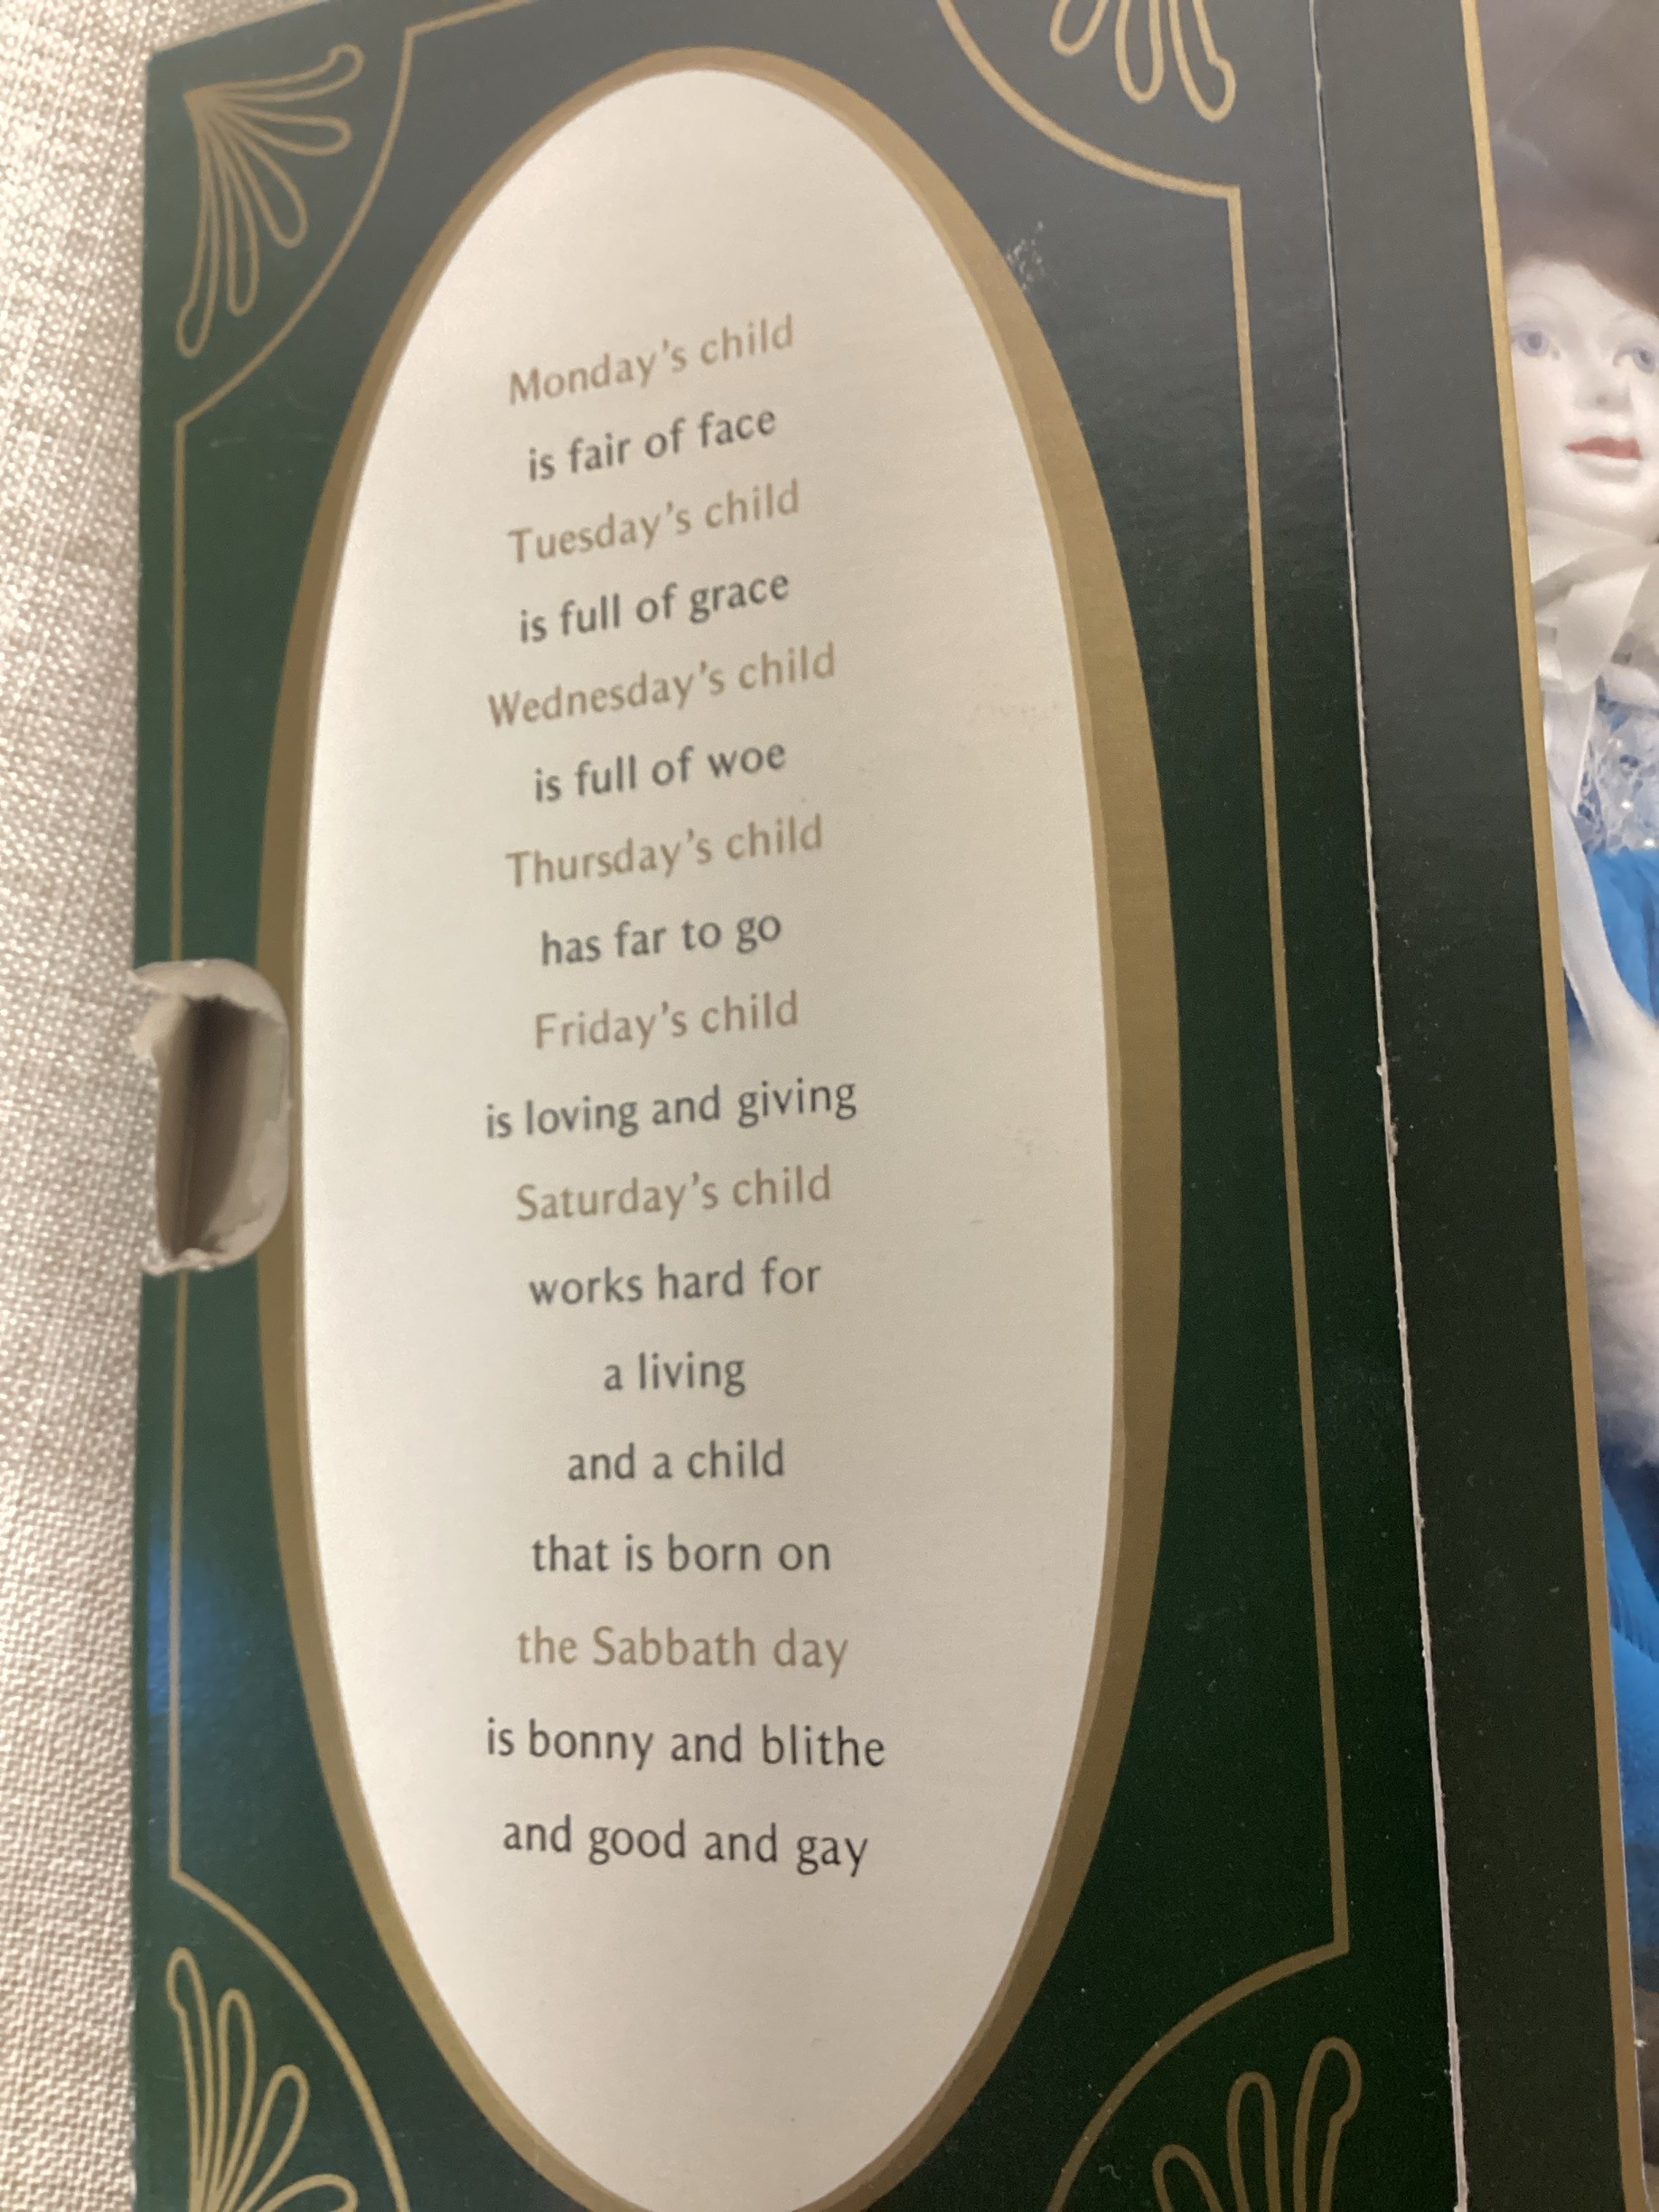 Monday's child
is fair of face
Tuesday's child
is full of grace
Wednesday's child
is full of woe
Thursday's child
has far to go
Friday's child
is loving and giving
Saturday's child
works hard for
a living
and a child
that is born on
the Sabbath day
is bonny and blithe
and good and gay